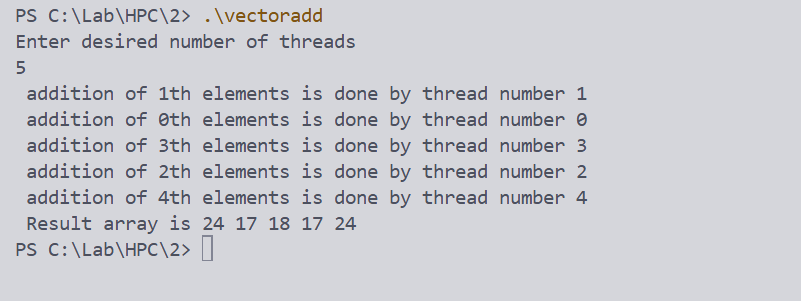 PS C:\Lab\HPC\2> .\vectoradd
Enter desired number of threads
5
addition of 1th elements is done by thread number 1
addition of 0th elements is done by thread number 0
addition of 3th elements is done by thread number 3
addition of 2th elements is done by thread number 2
addition of 4th elements is done by thread number 4
Result array is 24 17 18 17 24
PS C:\Lab\HPC\2>